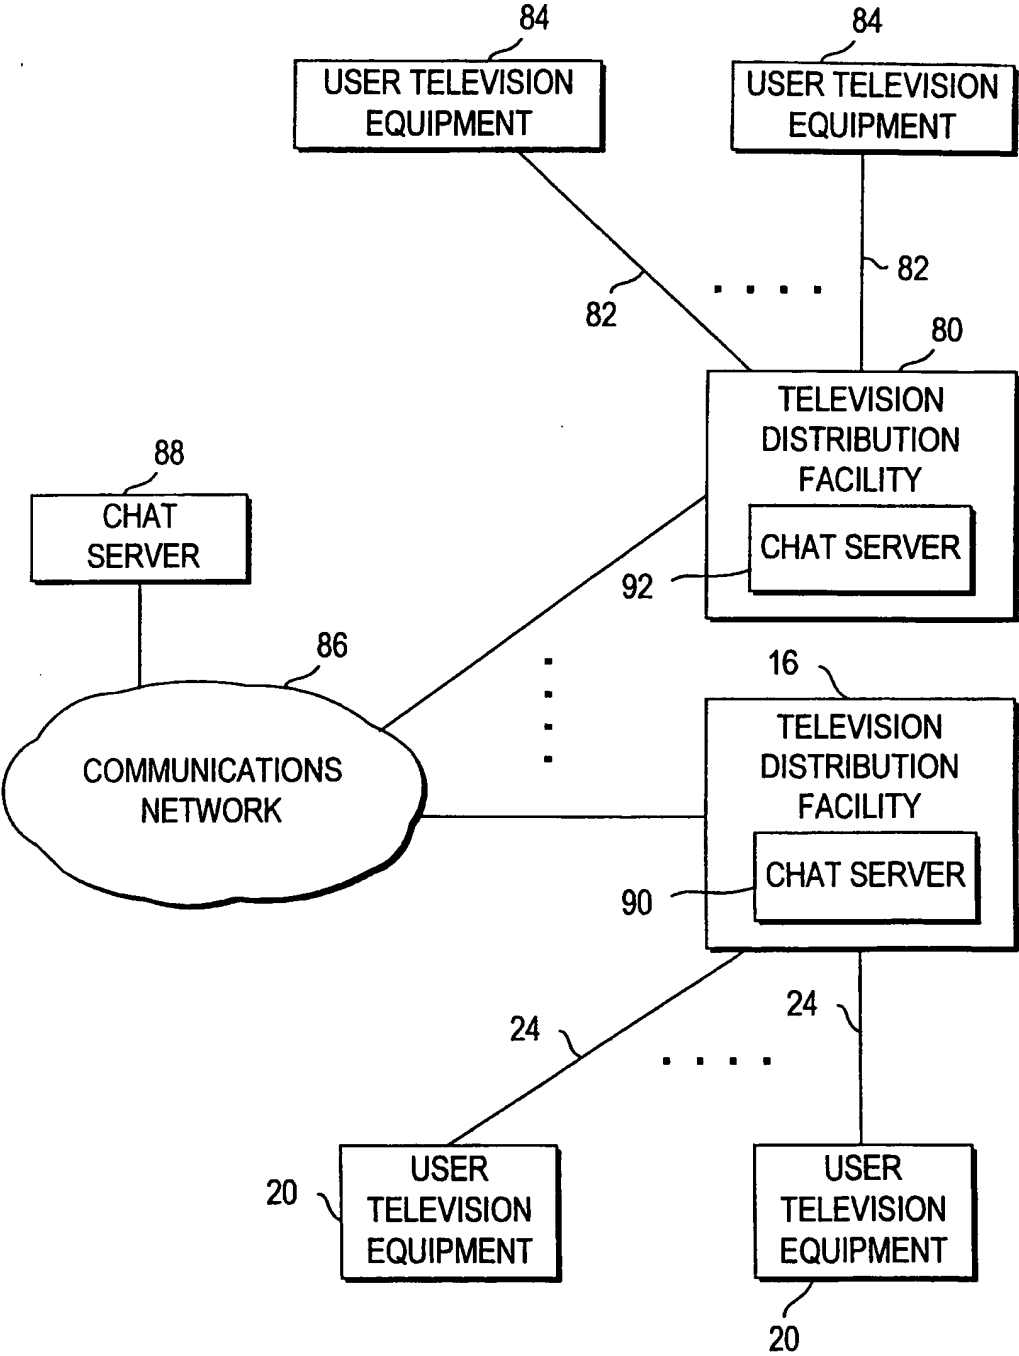 84
84
USER TELEVISION
EQUIPMENT
USER TELEVISION
EQUIPMENT
82
82
80
TELEVISION
DISTRIBUTION
FACILITY
CHAT SERVER
92
88
CHAT
SERVER
86
COMMUNICATIONS
NETWORK
16
TELEVISION
DISTRIBUTION
FACILITY
CHAT SERVER
90
24
24
USER
TELEVISION
EQUIPMENT
20
USER
TELEVISION
EQUIPMENT
20